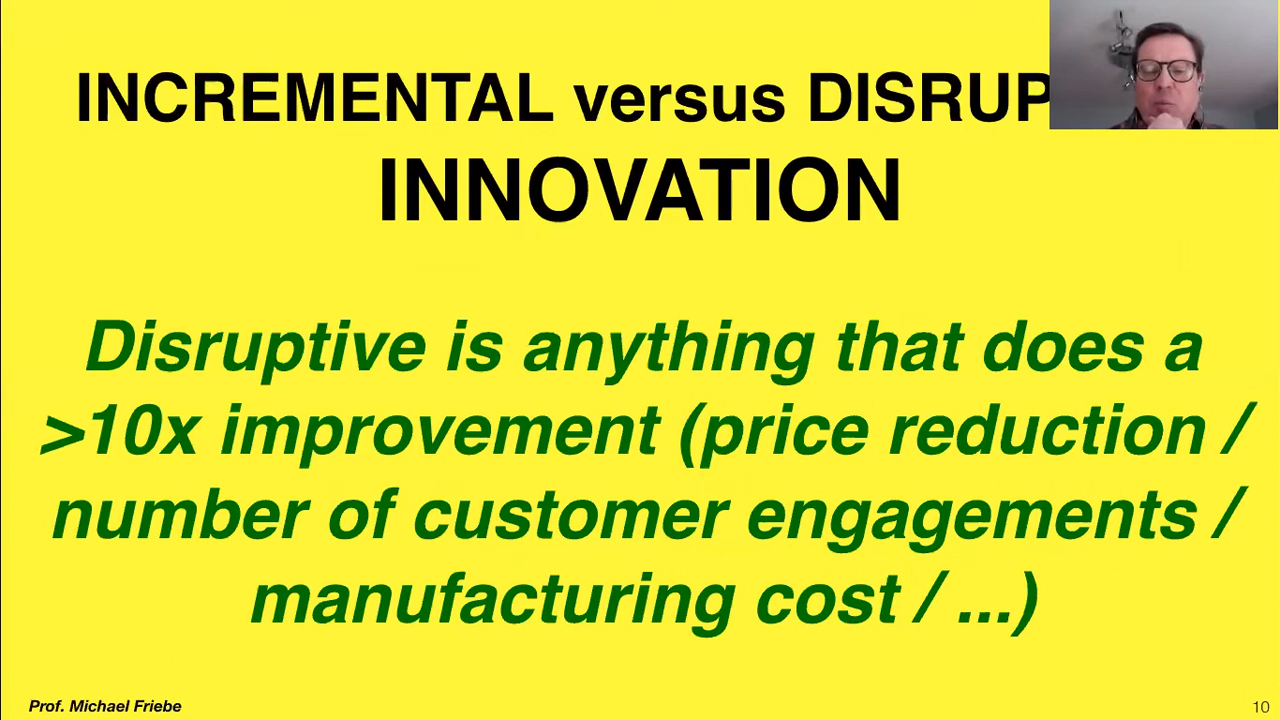 INCREMENTAL versus DISRUP
INNOVATION
Disruptive is anything that does a
>10x improvement (price reduction /
number of customer engagements /
manufacturing cost / ...)
Prof. Michael Friebe
10